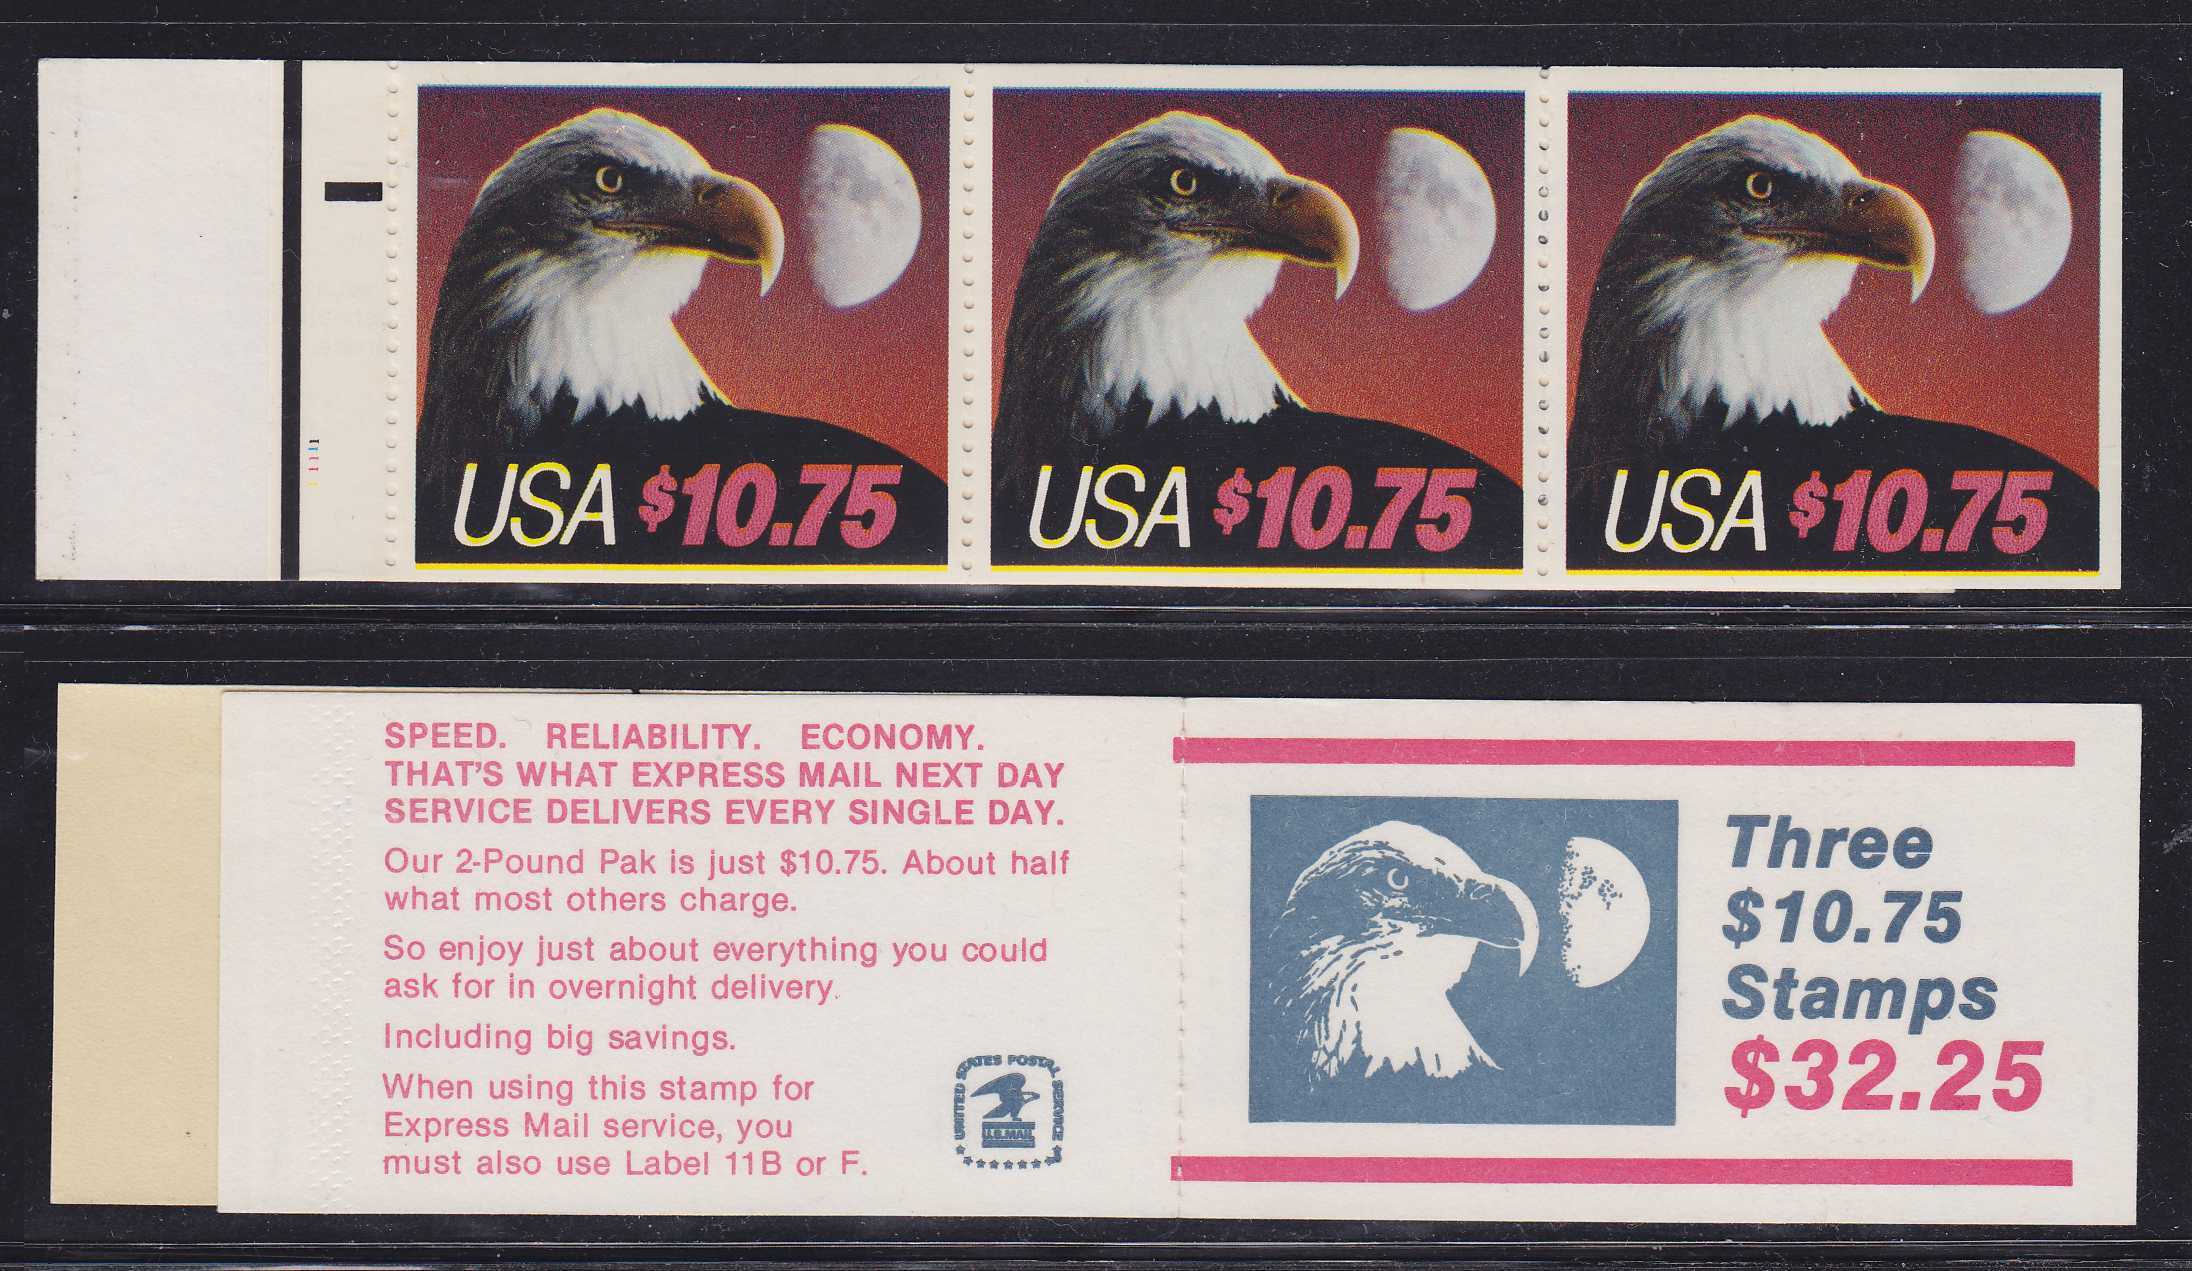 11111
USA $10.75
USA $10.75
USA $10.75
SPEED. RELIABILITY. ECONOMY.
THAT'S WHAT EXPRESS MAIL NEXT DAY
SERVICE DELIVERS EVERY SINGLE DAY.
Our 2-Pound Pak is just $10.75. About half
what most others charge.
So enjoy just about everything you could
ask for in overnight delivery.
Including big savings.
When using this stamp for
Express Mail service, you
must also use Label 11B or F.
UNITED STATES POSTAL SERVICE
U.S.MAIL
Three
$10.75
Stamps
$32.25